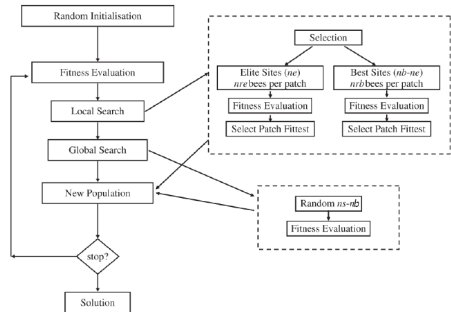 Random Initialisation
Fitness Evaluation
Local Search
Global Search
New Population
stop?
Solution
Selection
Elite Sites (ne)
nre bees per patch
Fitness Evaluation
Select Patch Fittest
Best Sites (nb-ne)
nrb bees per patch
Fitness Evaluation
Select Patch Fittest
Random ns-nb
Fitness Evaluation